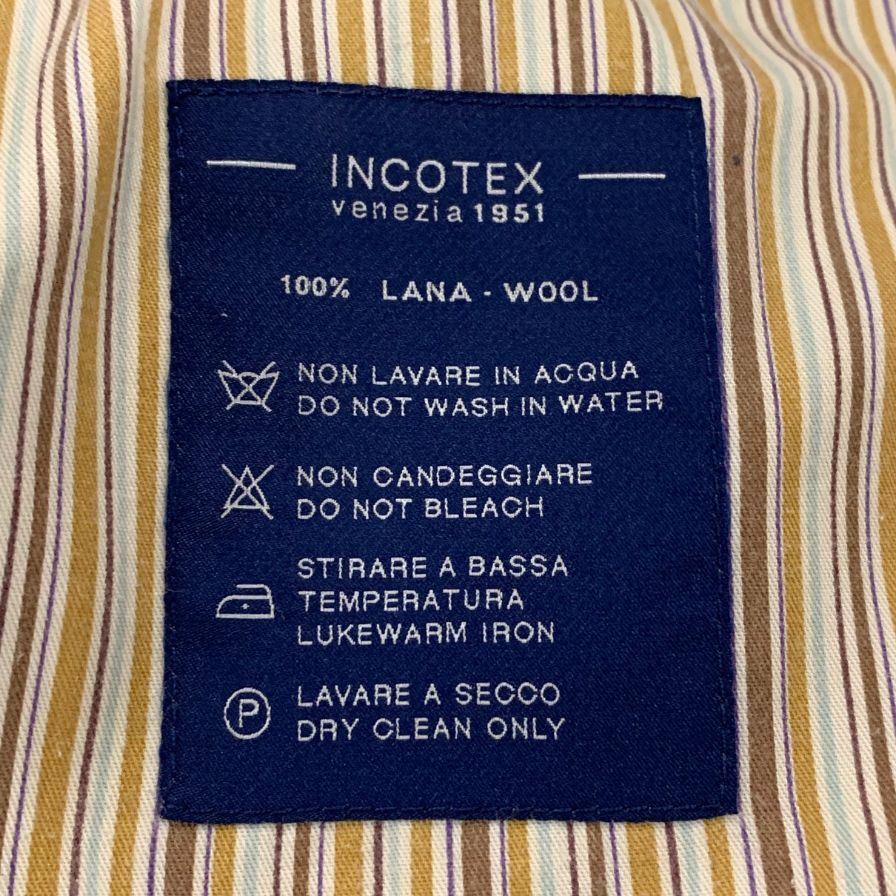 INCOTEX
venezia 1951
100% LANA - WOOL
NON LAVARE IN ACQUA
DO NOT WASH IN WATER
NON CANDEGGIARE
DO NOT BLEACH
STIRARE A BASSA
TEMPERATURA
LUKEWARM IRON
P
LAVARE A SECCO
DRY CLEAN ONLY